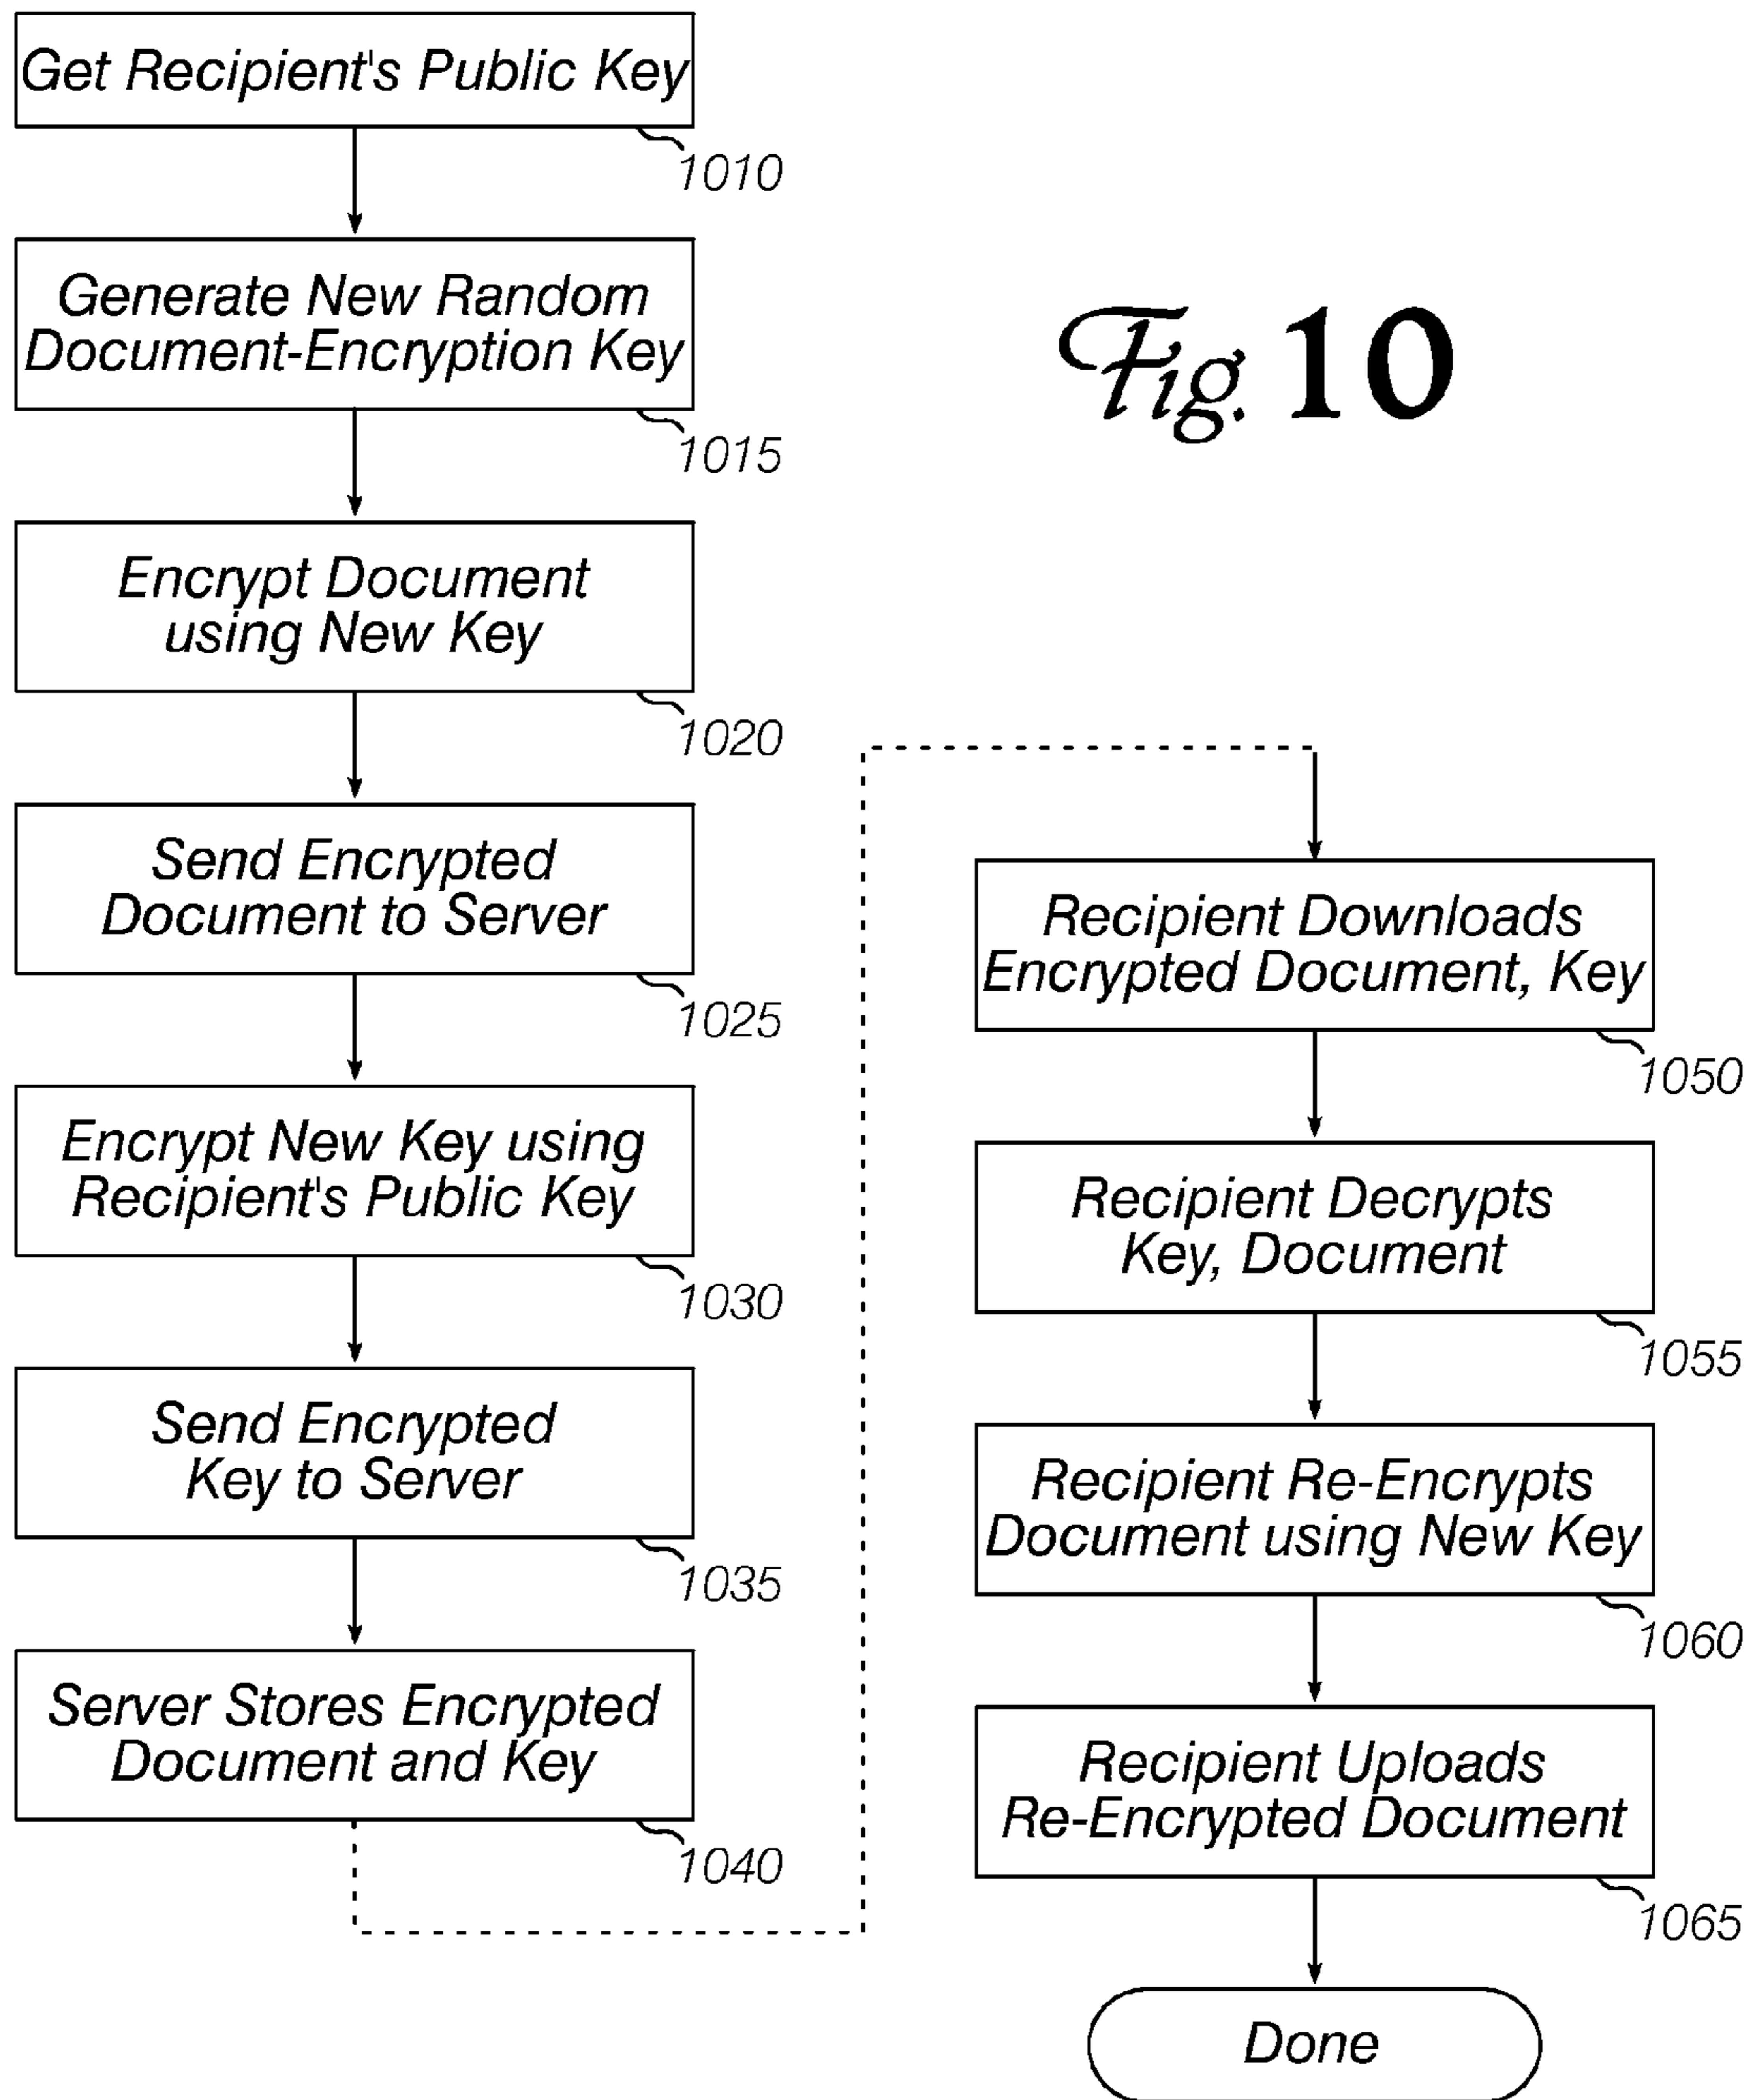 Get Recipient's Public Key
1010
Generate New Random
Document-Encryption Key
1015
Encrypt Document
using New Key
1020
Send Encrypted
Document to Server
1025
Encrypt New Key using
Recipient's Public Key
1030
Send Encrypted
Key to Server
1035
Server Stores Encrypted
Document and Key
1040
Fig. 10
Recipient Downloads
Encrypted Document, Key
1050
Recipient Decrypts
Key, Document
1055
Recipient Re-Encrypts
Document using New Key
1060
Recipient Uploads
Re-Encrypted Document
1065
Done